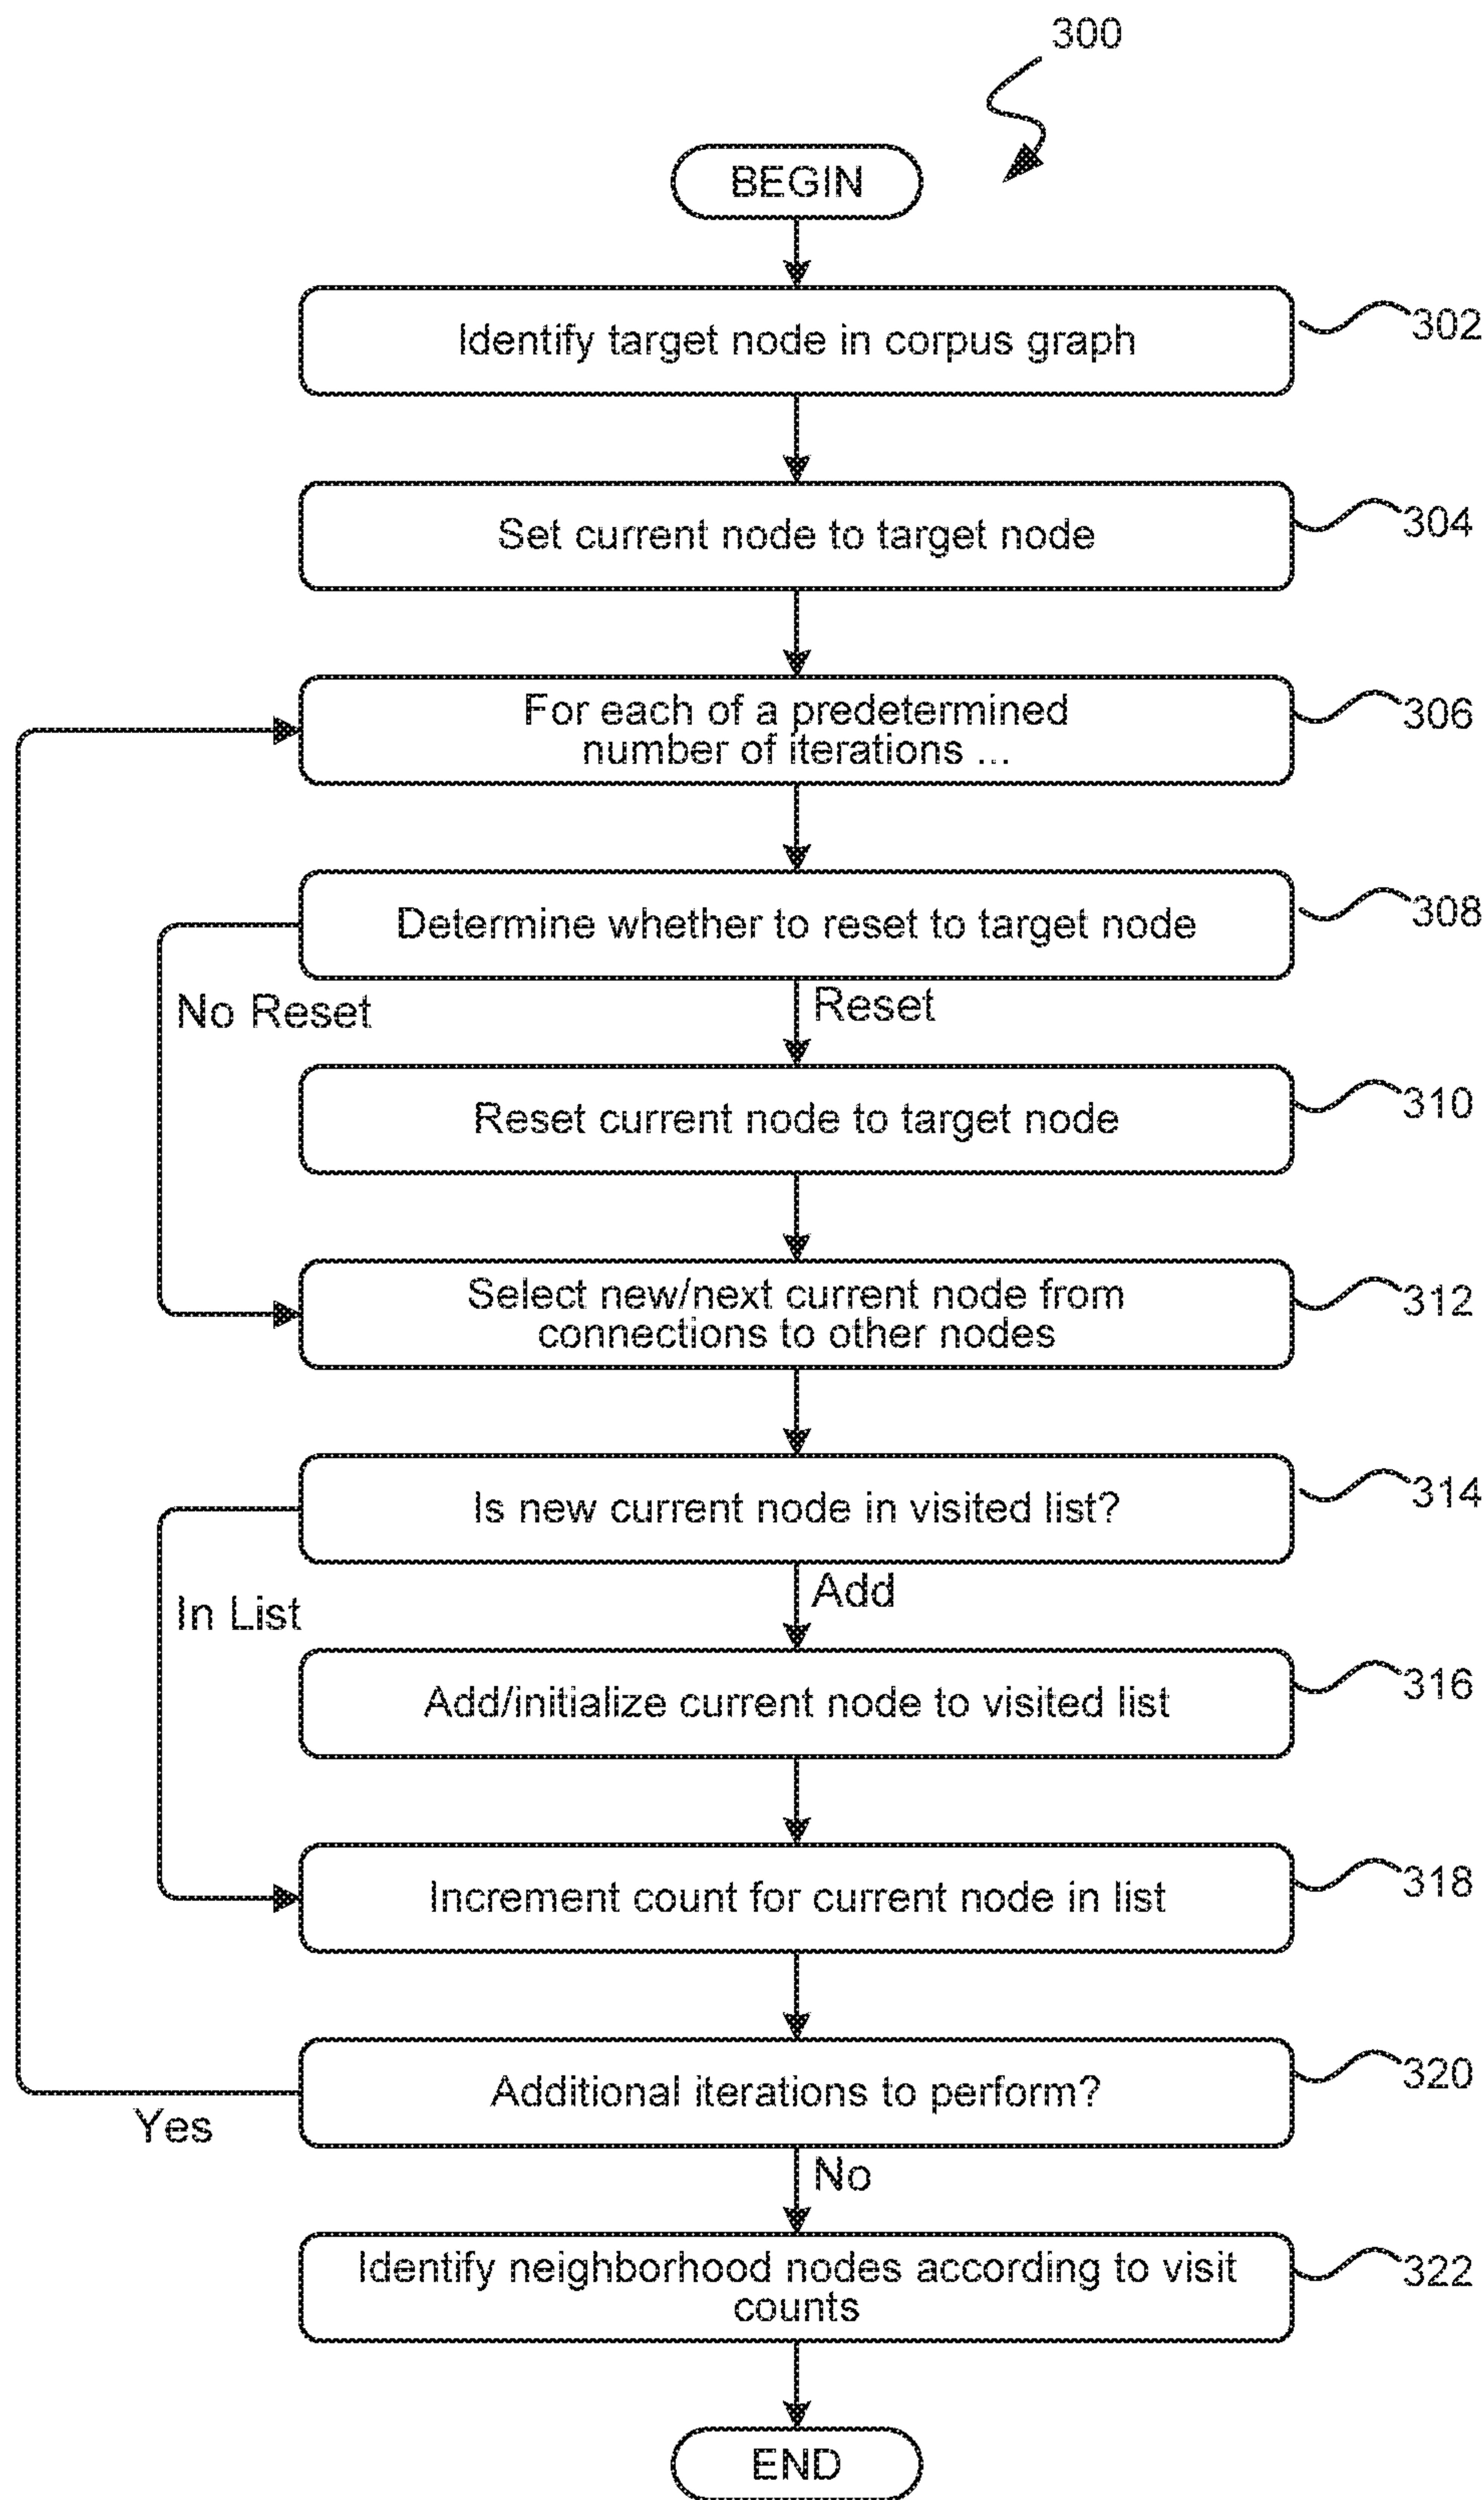 300
BEGIN
Identify target node in corpus graph
302
Set current node to target node
304
For each of a predetermined
number of iterations ...
306
Determine whether to reset to target node
308
No Reset
Reset
Reset current node to target node
310
Select new/next current node from
connections to other nodes
312
Is new current node in visited list?
314
Add
In List
Add/initialize current node to visited list
316
Increment count for current node in list
318
Additional iterations to perform?
320
Yes
No
Identify neighborhood nodes according to visit
counts
322
END